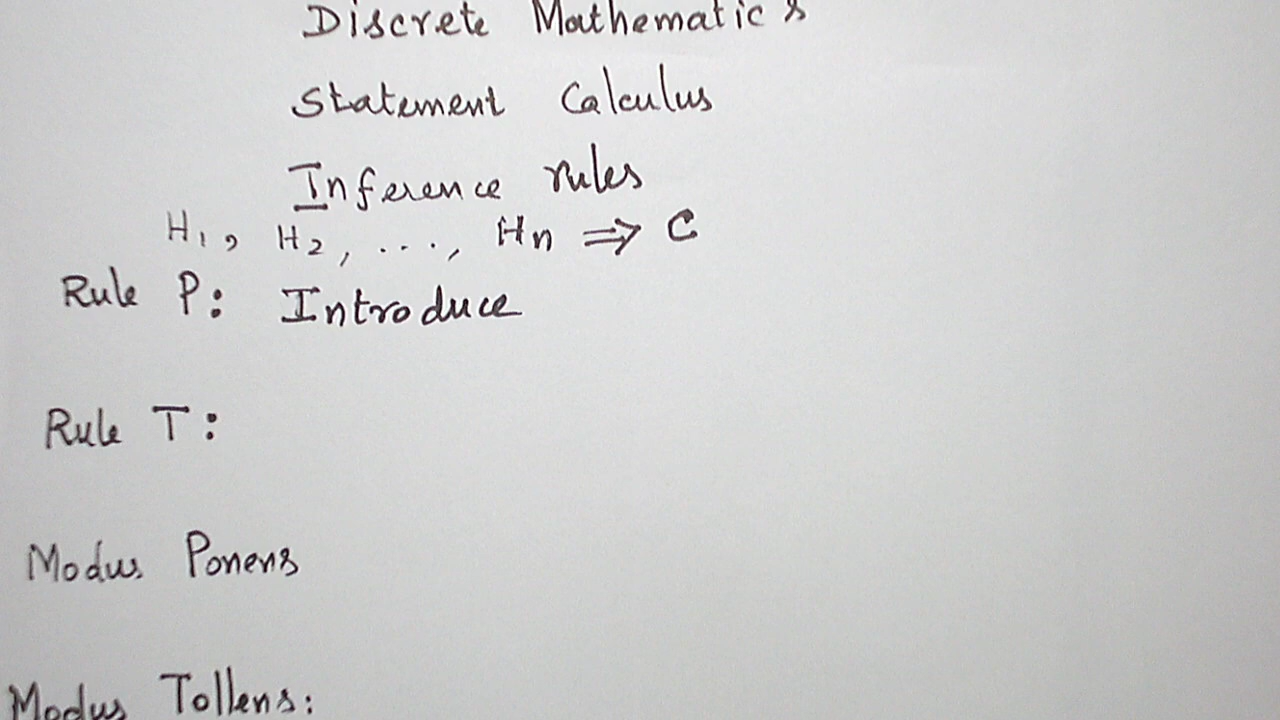 Discrete Mathematics
Statement Calculus
Inference rules
H₁, H₂, ..., Hn ⇒ C
Rule P: Introduce
Rule T:
Modus Ponens
Modus Tollens: